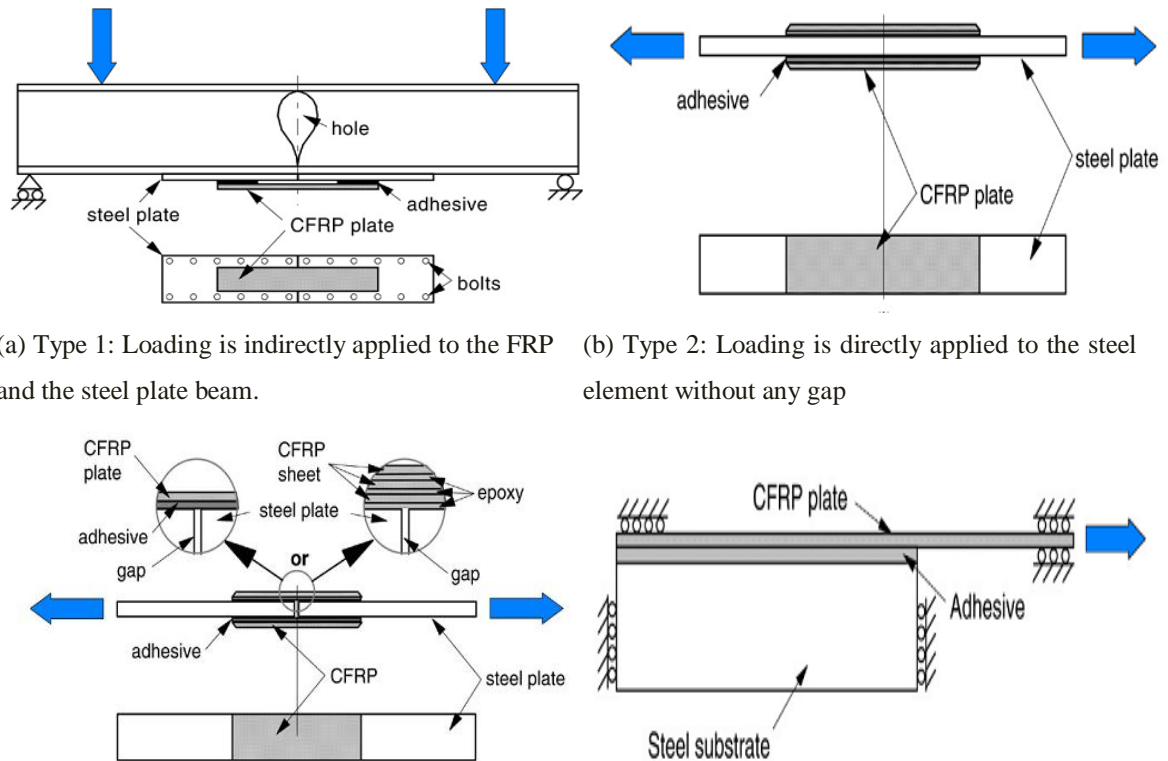 hole
steel plate
adhesive
CFRP plate
bolts
adhesive
steel plate
CFRP plate
(a) Type 1: Loading is indirectly applied to the FRP
and the steel plate beam.
(b) Type 2: Loading is directly applied to the steel
element without any gap
CFRP
plate
CFRP
sheet
epoxy
steel plate
adhesive
gap
or
gap
adhesive
CFRP
steel plate
CFRP plate
Adhesive
Steel substrate